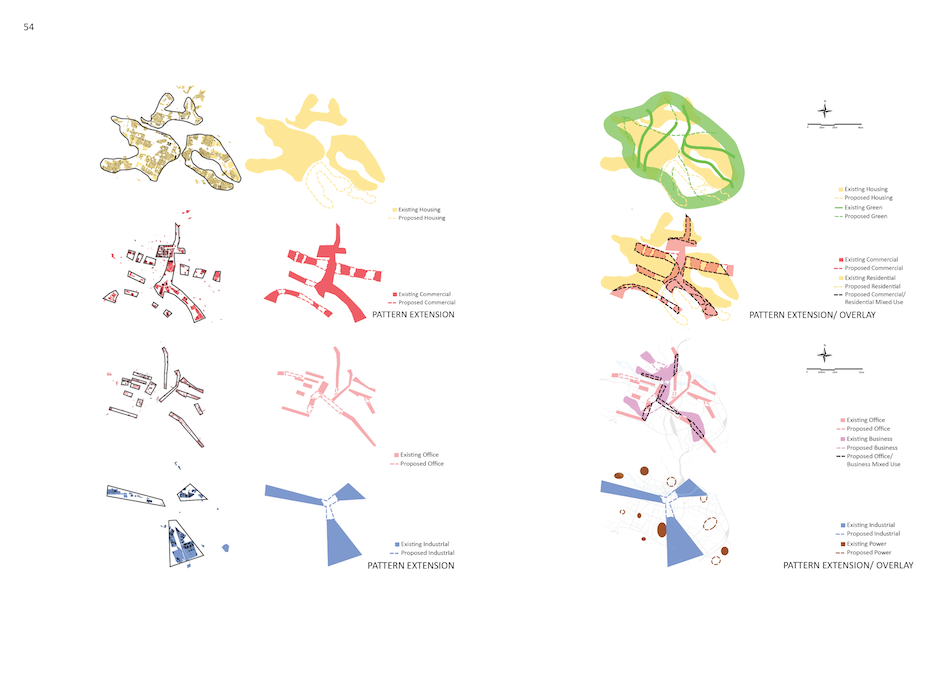 54
Existing Housing
Proposed Housing
Existing Commercial
Proposed Commercial
PATTERN EXTENSION
Existing Office
Proposed Office
Existing Industrial
Proposed Industrial
PATTERN EXTENSION
Existing Housing
Proposed Housing
Existing Green
Proposed Green
Existing Commercial
Proposed Commercial
Existing Residential
Proposed Residential
Proposed Commercial/
Residential Mixed Use
PATTERN EXTENSION/ OVERLAY
Existing Office
Proposed Office
Existing Business
Proposed Business
Proposed Office/
Business Mixed Use
Existing Industrial
Proposed Industrial
Existing Power
Proposed Power
PATTERN EXTENSION/ OVERLAY